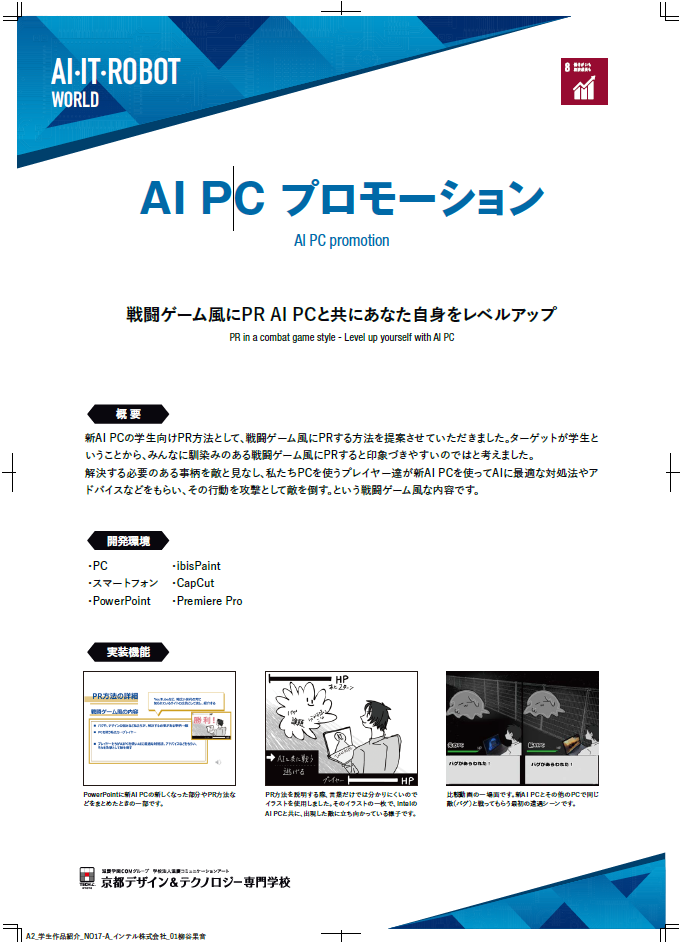 AI·IT·ROBOT
WORLD
8
AI PC プロモーション
AI PC promotion
戦闘ゲーム風にPR AI PCと共にあなた自身をレベルアップ
PR in a combat game style - Level up yourself with AI PC
概 要
新AI PCの学生向けPR方法として、戦闘ゲーム風にPRする方法を提案させていただきました。ターゲットが学生と
いうことから、みんなに馴染みのある戦闘ゲーム風にPRすると印象づきやすいのではと考えました。
解決する必要のある事柄を敵と見なし、私たちPCを使うプレイヤー達が新AI PCを使ってAIに最適な対処法やア
ドバイスなどをもらい、その行動を攻撃として敵を倒す。という戦闘ゲーム風な内容です。
開発環境
・PC ・ibisPaint
・スマートフォン ・CapCut
・PowerPoint ・Premiere Pro
実装機能
PR方法の詳細
戦闘ゲーム風の内容
勝利！
HP
あと2ターン
課題
AIと共に戦う
逃げる
プレイヤー HP
バグがあらわれた！
バグがあらわれた！
PowerPointに新AI PCの新しくなった部分やPR方法な
どをまとめたときの一部です。
PR方法を説明する際、言葉だけでは分かりにくいので
イラストを使用しました。そのイラストの一枚で、intelの
AI PCと共に、出現した敵に立ち向かっている様子です。
比較動画の一場面です。新AI PCとその他のPCで同じ
敵（バグ）と戦ってもらう最初の遭遇シーンです。
滋慶学園COMグループ 学校法人滋慶コミュニケーションアート
京都デザイン&テクノロジー専門学校
A2_学生作品紹介_NO17-A_インテル株式会社_01柳谷果音